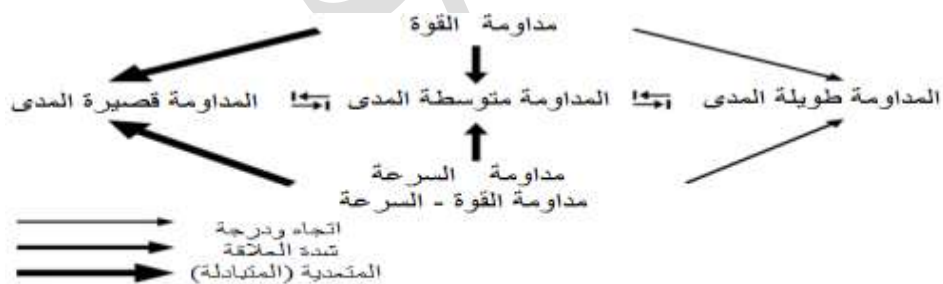 مداومة القوة
المداومة طويلة المدى المداومة متوسطة المدى المداومة قصيرة المدى
مداومة السرعة
مداومة القوة - السرعة
اتجاه ودرجة
شدة العلاقة
المتعدية (المتبادلة)